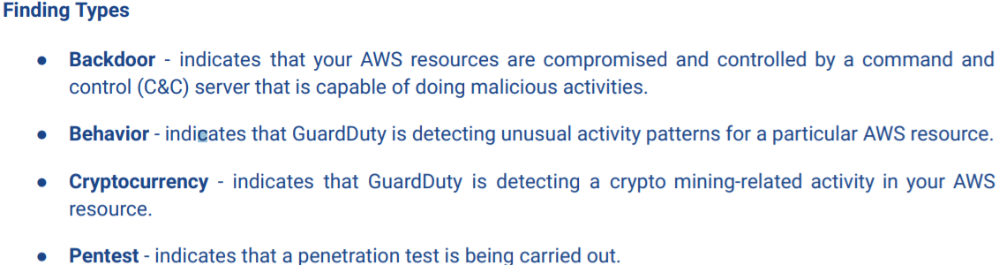 Finding Types
● Backdoor - indicates that your AWS resources are compromised and controlled by a command and
control (C&C) server that is capable of doing malicious activities.
● Behavior - indicates that GuardDuty is detecting unusual activity patterns for a particular AWS resource.
● Cryptocurrency - indicates that GuardDuty is detecting a crypto mining-related activity in your AWS
resource.
● Pentest - indicates that a penetration test is being carried out.